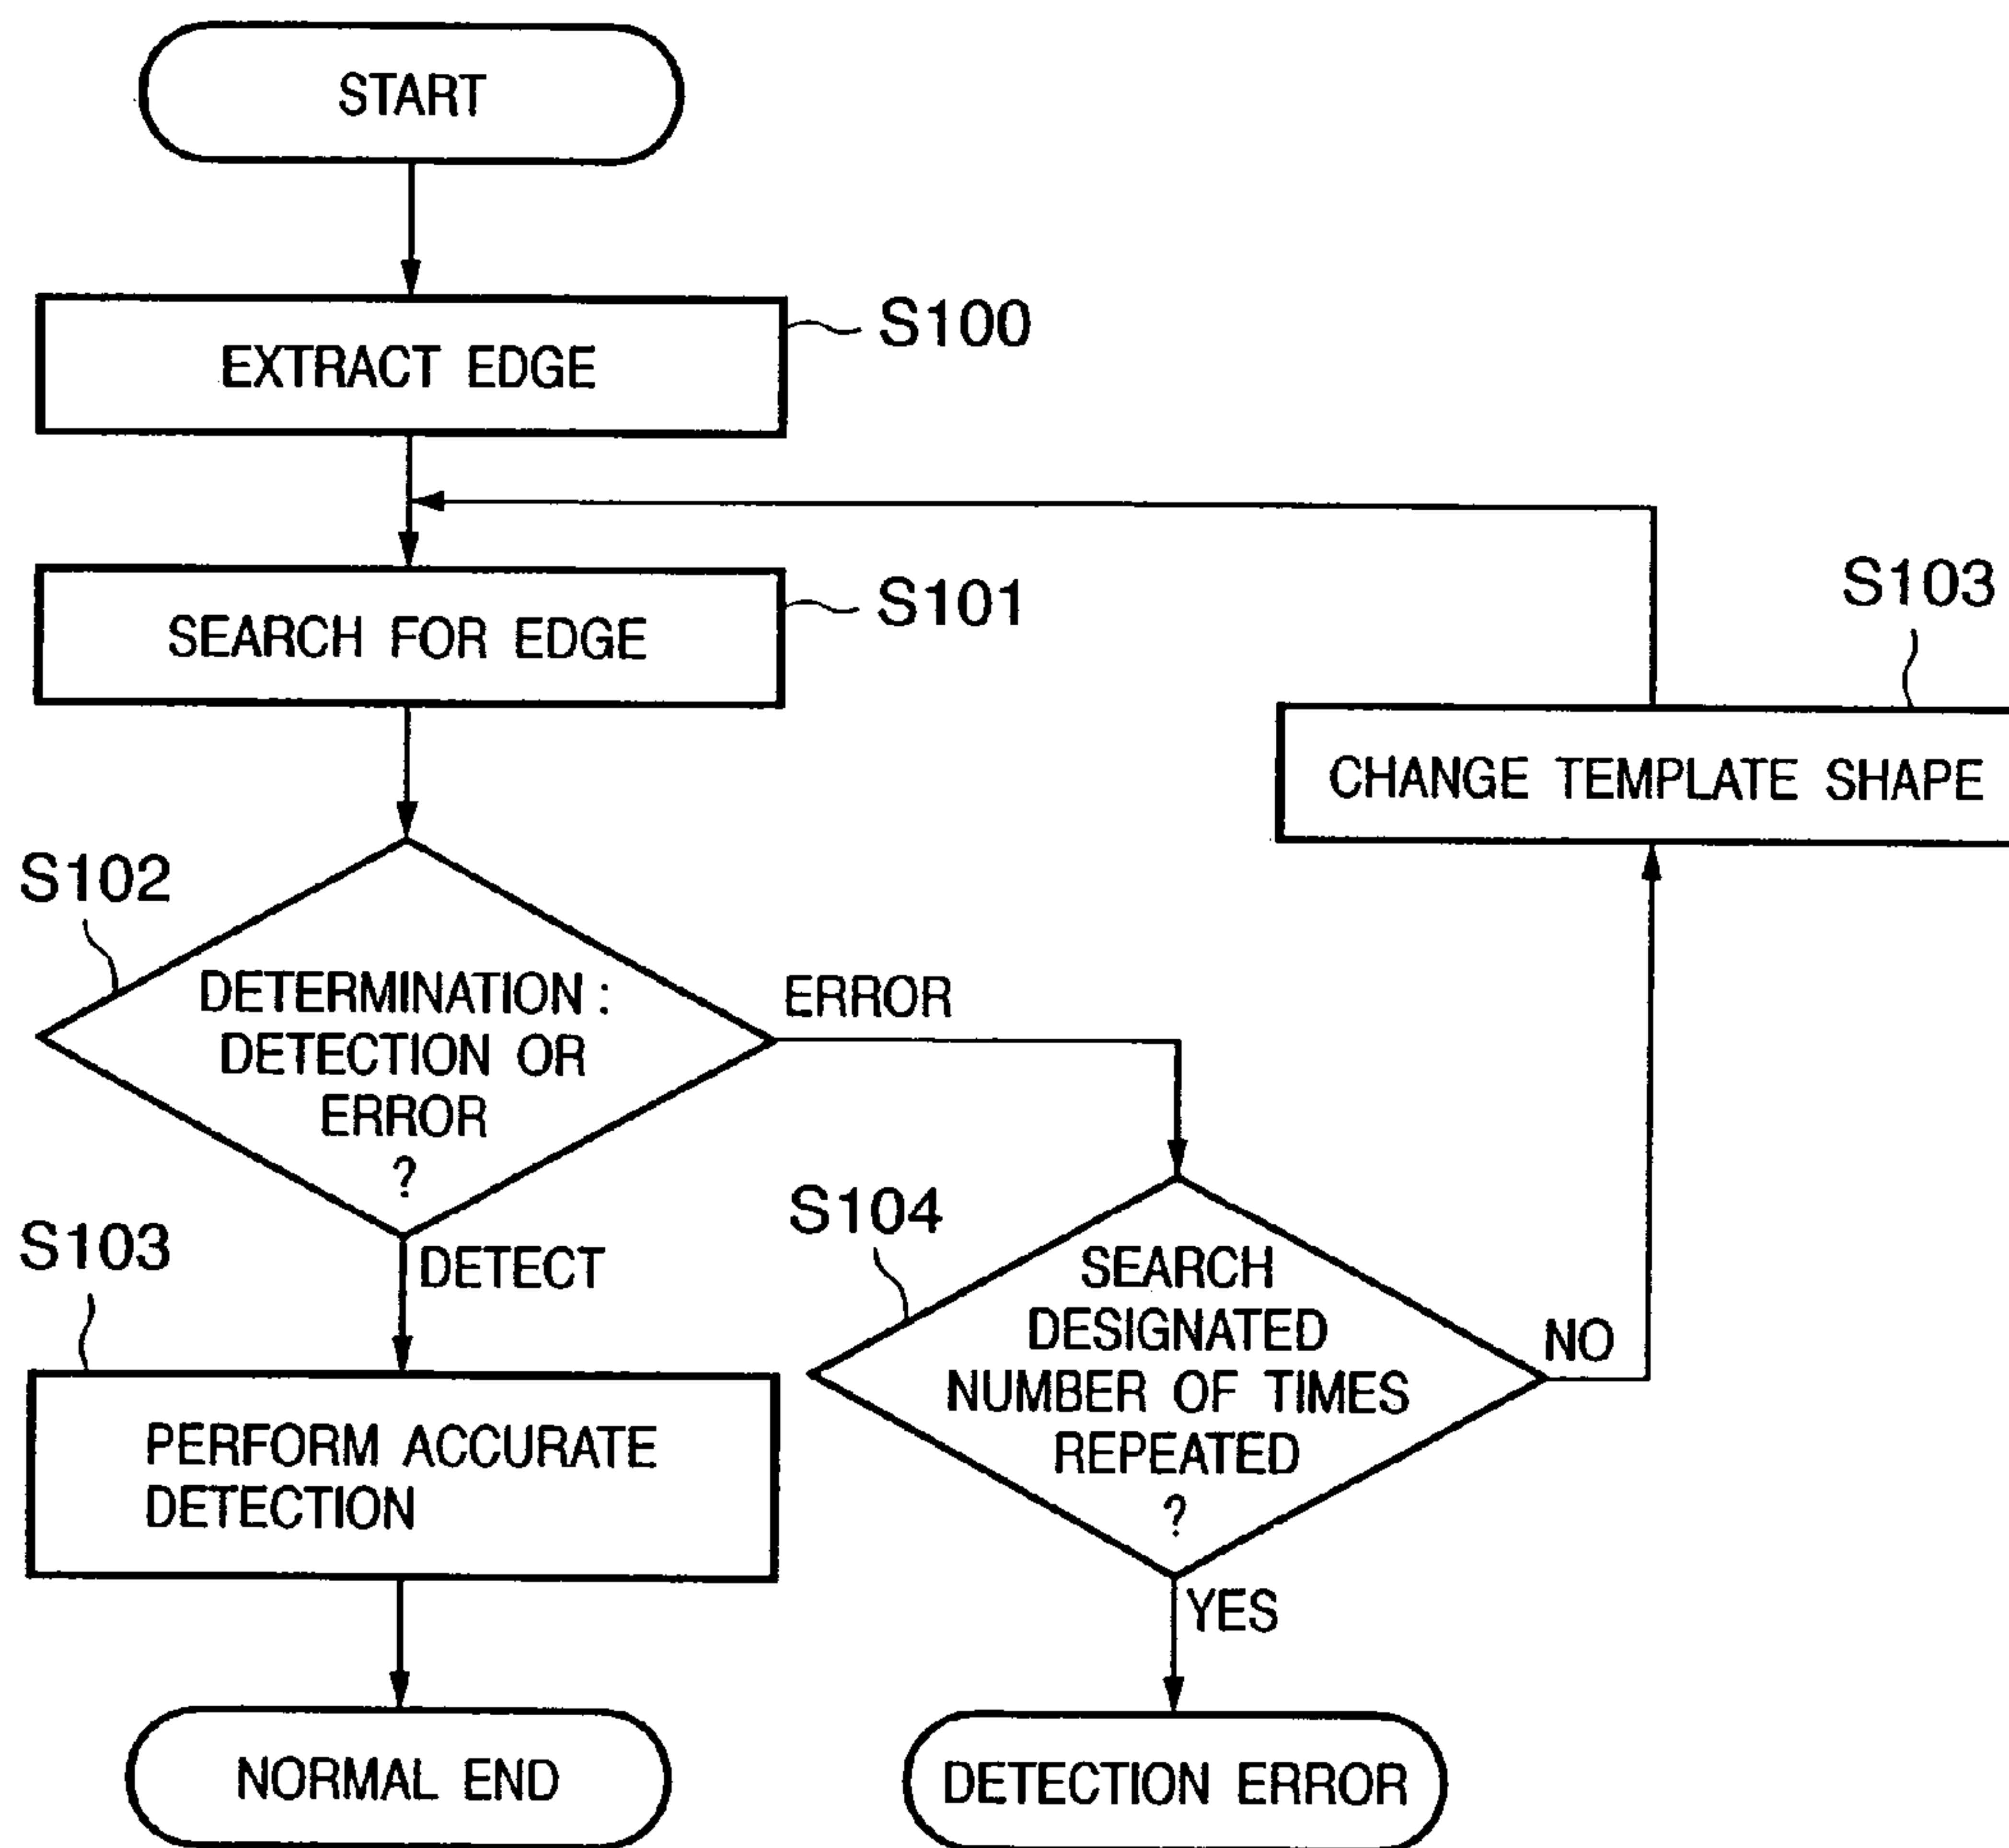 START
S100
EXTRACT EDGE
S101
SEARCH FOR EDGE
S103
CHANGE TEMPLATE SHAPE
S102
DETERMINATION :
DETECTION OR
ERROR
?
ERROR
DETECT
S104
SEARCH
DESIGNATED
NUMBER OF TIMES
REPEATED
?
NO
YES
S103
PERFORM ACCURATE
DETECTION
NORMAL END
DETECTION ERROR